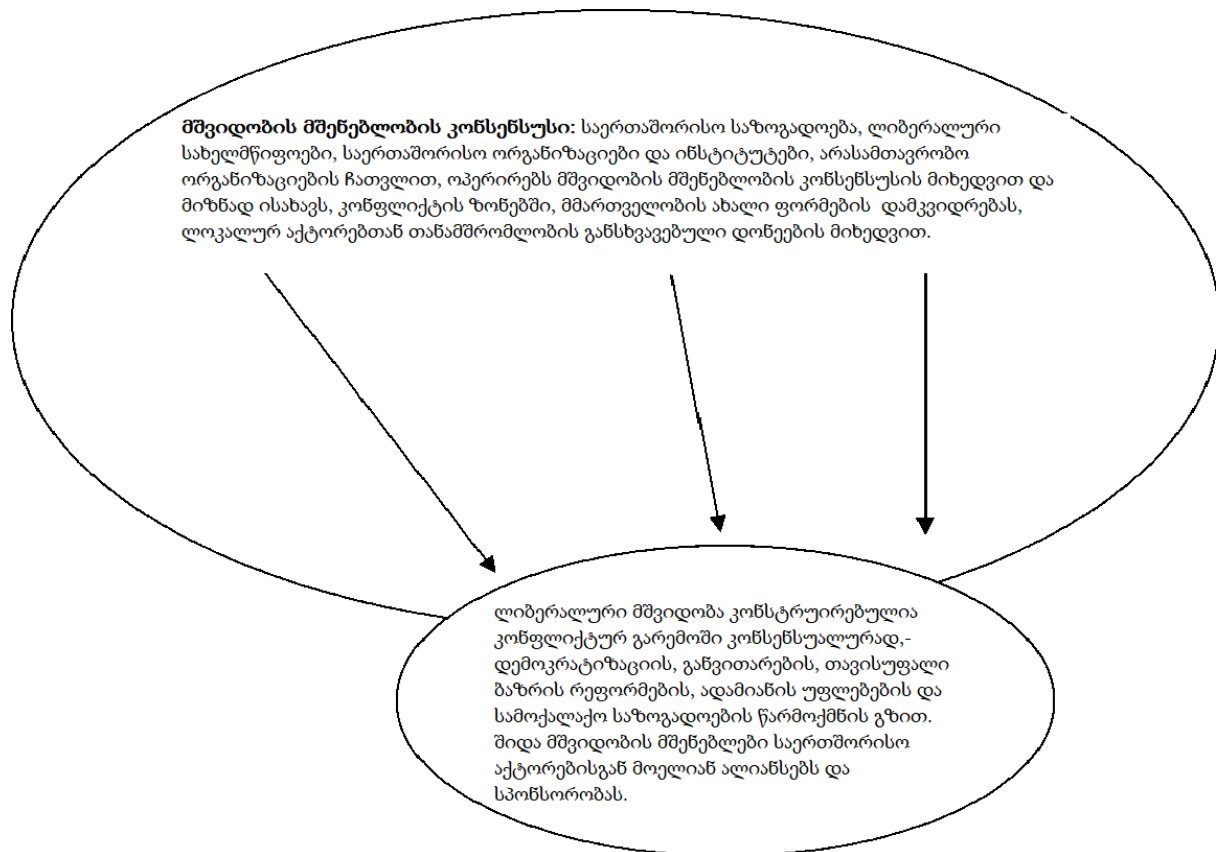 მშვიდობის მშენებლობის კონსენსუსი: საერთაშორისო საზოგადოება, ლიბერალური
სახელმწიფოები, საერთაშორისო ორგანიზაციები და ინსტიტუტები, არასამთავრობო
ორგანიზაციების ჩათვლით, ოპერირებს მშვიდობის მშენებლობის კონსენსუსის მიხედვით და
მიზნად ისახავს, კონფლიქტის ზონებში, მმართველობის ახალი ფორმების დამკვიდრებას,
ლოკალურ აქტორებთან თანამშრომლობის განსხვავებული დონეების მიხედვით.
ლიბერალური მშვიდობა კონსტრუირებულია
კონფლიქტურ გარემოში კონსენსუალურად,-
დემოკრატიზაციის, განვითარების, თავისუფალი
ბაზრის რეფორმების, ადამიანის უფლებების და
სამოქალაქო საზოგადოების წარმოქმნის გზით.
შიდა მშვიდობის მშენებლები საერთშორისო
აქტორებისგან მოელიან ალიანსებს და
სპონსორობას.